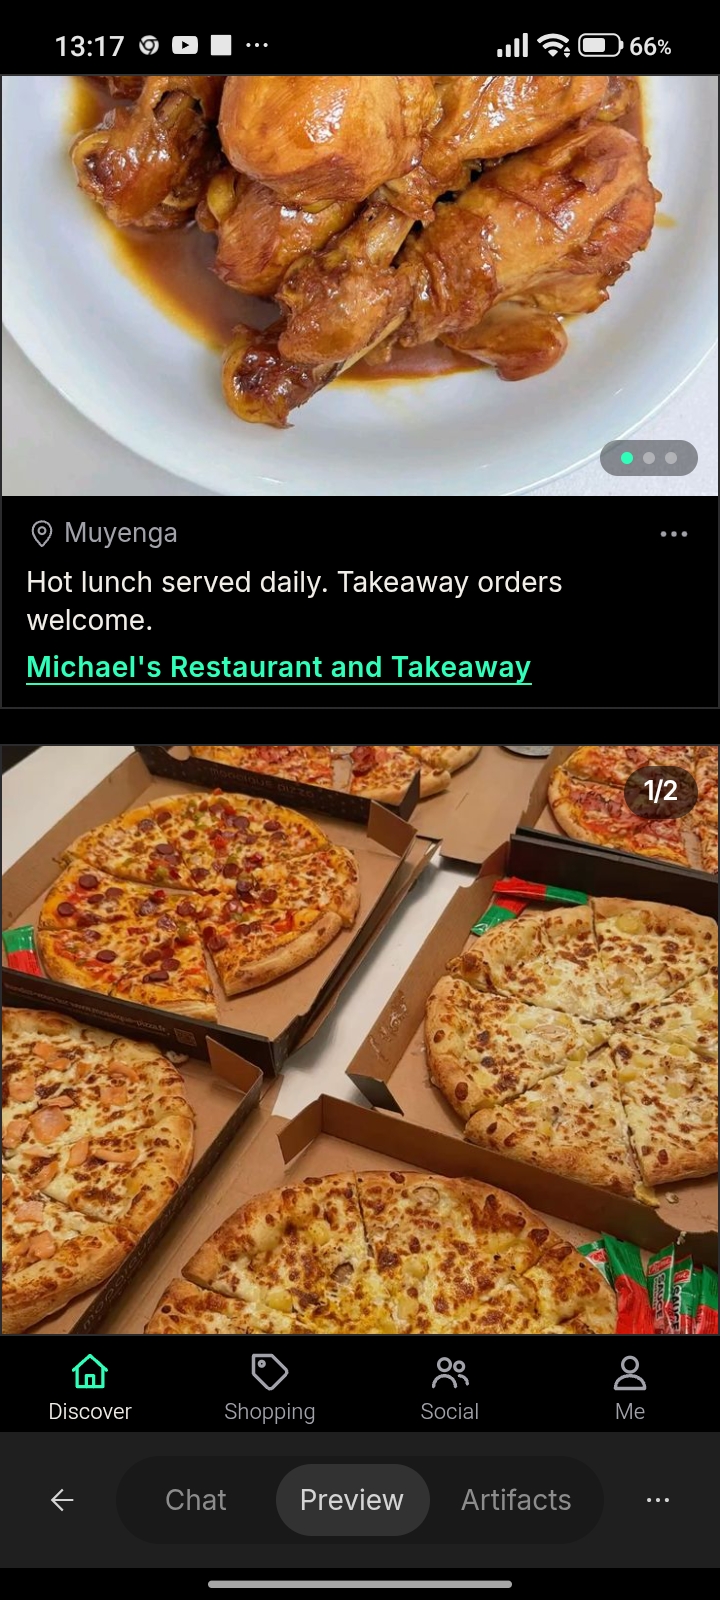 13:17
66%
Muyenga
Hot lunch served daily. Takeaway orders
welcome.
Michael's Restaurant and Takeaway
1/2
Discover
Shopping
Social
Me
Chat
Preview
Artifacts